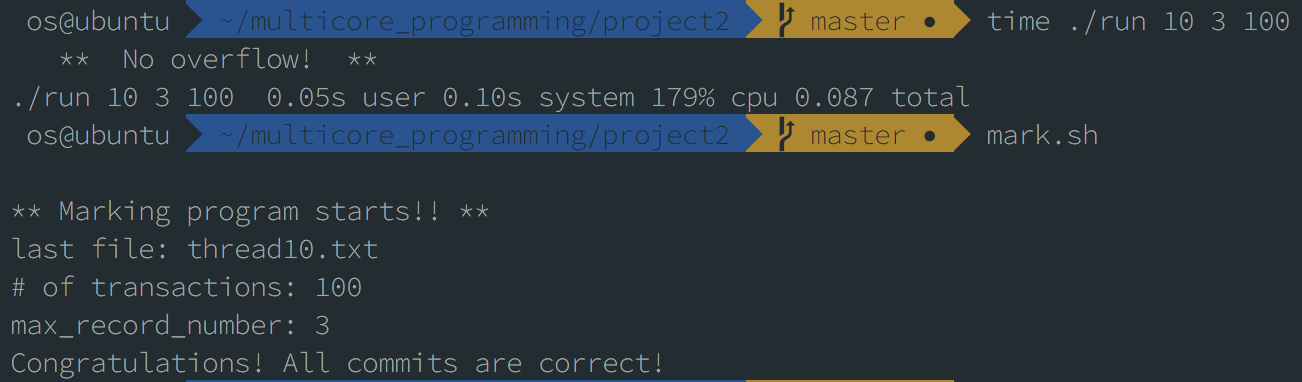 os@ubuntu ~/multicore_programming/project2 master ● time ./run 10 3 100
** No overflow! **
./run 10 3 100 0.05s user 0.10s system 179% cpu 0.087 total
os@ubuntu ~/multicore_programming/project2 master ● mark.sh
** Marking program starts!! **
last file: thread10.txt
# of transactions: 100
max_record_number: 3
Congratulations! All commits are correct!